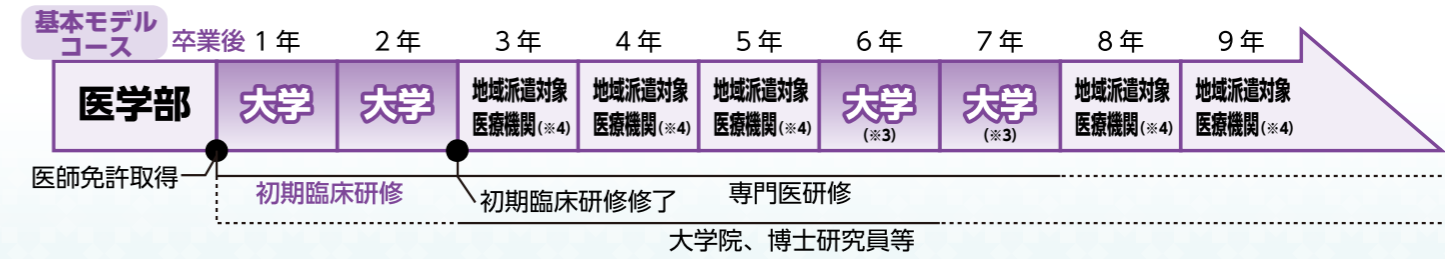 基本モデル
コース
卒業後 1年 2年 3年 4年 5年 6年 7年 8年 9年
医学部
大学
大学
地域派遣対象
医療機関(※4)
地域派遣対象
医療機関(※4)
地域派遣対象
医療機関(※4)
大学
(※3)
大学
(※3)
地域派遣対象
医療機関(※4)
地域派遣対象
医療機関(※4)
医師免許取得
初期臨床研修
初期臨床研修修了
専門医研修
大学院、博士研究員等